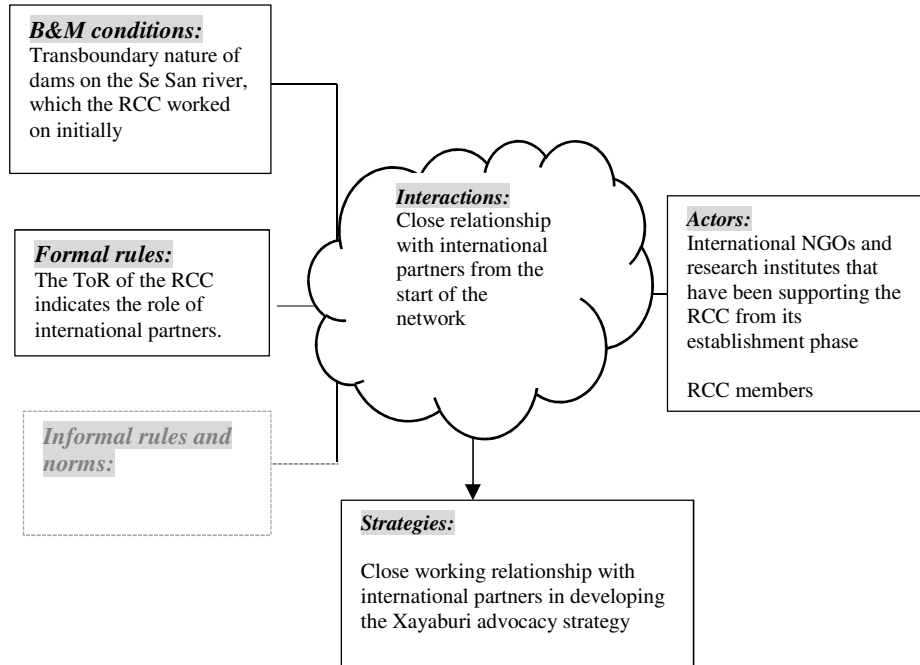 B&M conditions:
Transboundary nature of
dams on the Se San river,
which the RCC worked
on initially
Formal rules:
The ToR of the RCC
indicates the role of
international partners.
Informal rules and
norms:
Interactions:
Close relationship
with international
partners from the
start of the
network
Actors:
International NGOs and
research institutes that
have been supporting the
RCC from its
establishment phase
RCC members
Strategies:
Close working relationship with
international partners in developing
the Xayaburi advocacy strategy